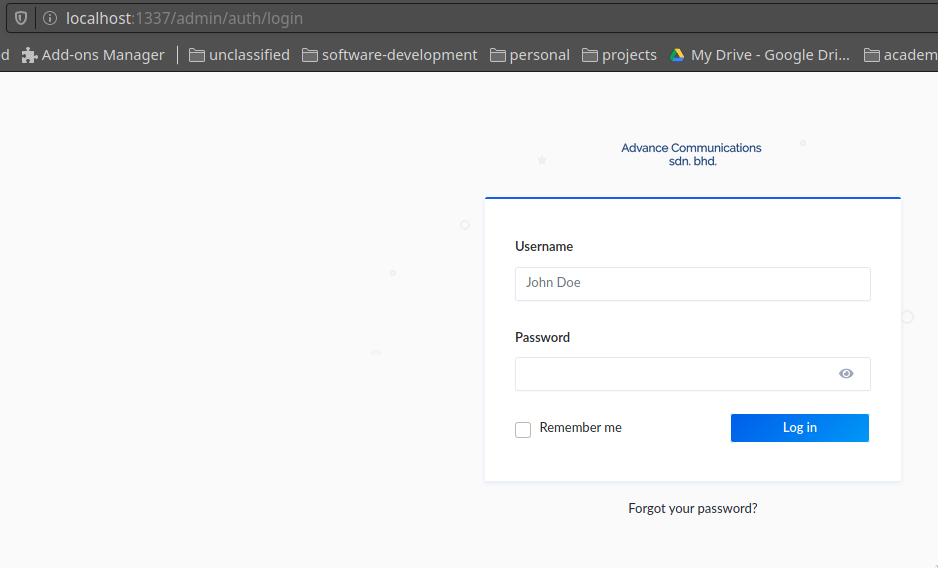 localhost:1337/admin/auth/login
d Add-ons Manager unclassified software-development personal projects My Drive - Google Dri... academ
Advance Communications
sdn. bhd.
Username
John Doe
Password
Remember me Log in
Forgot your password?